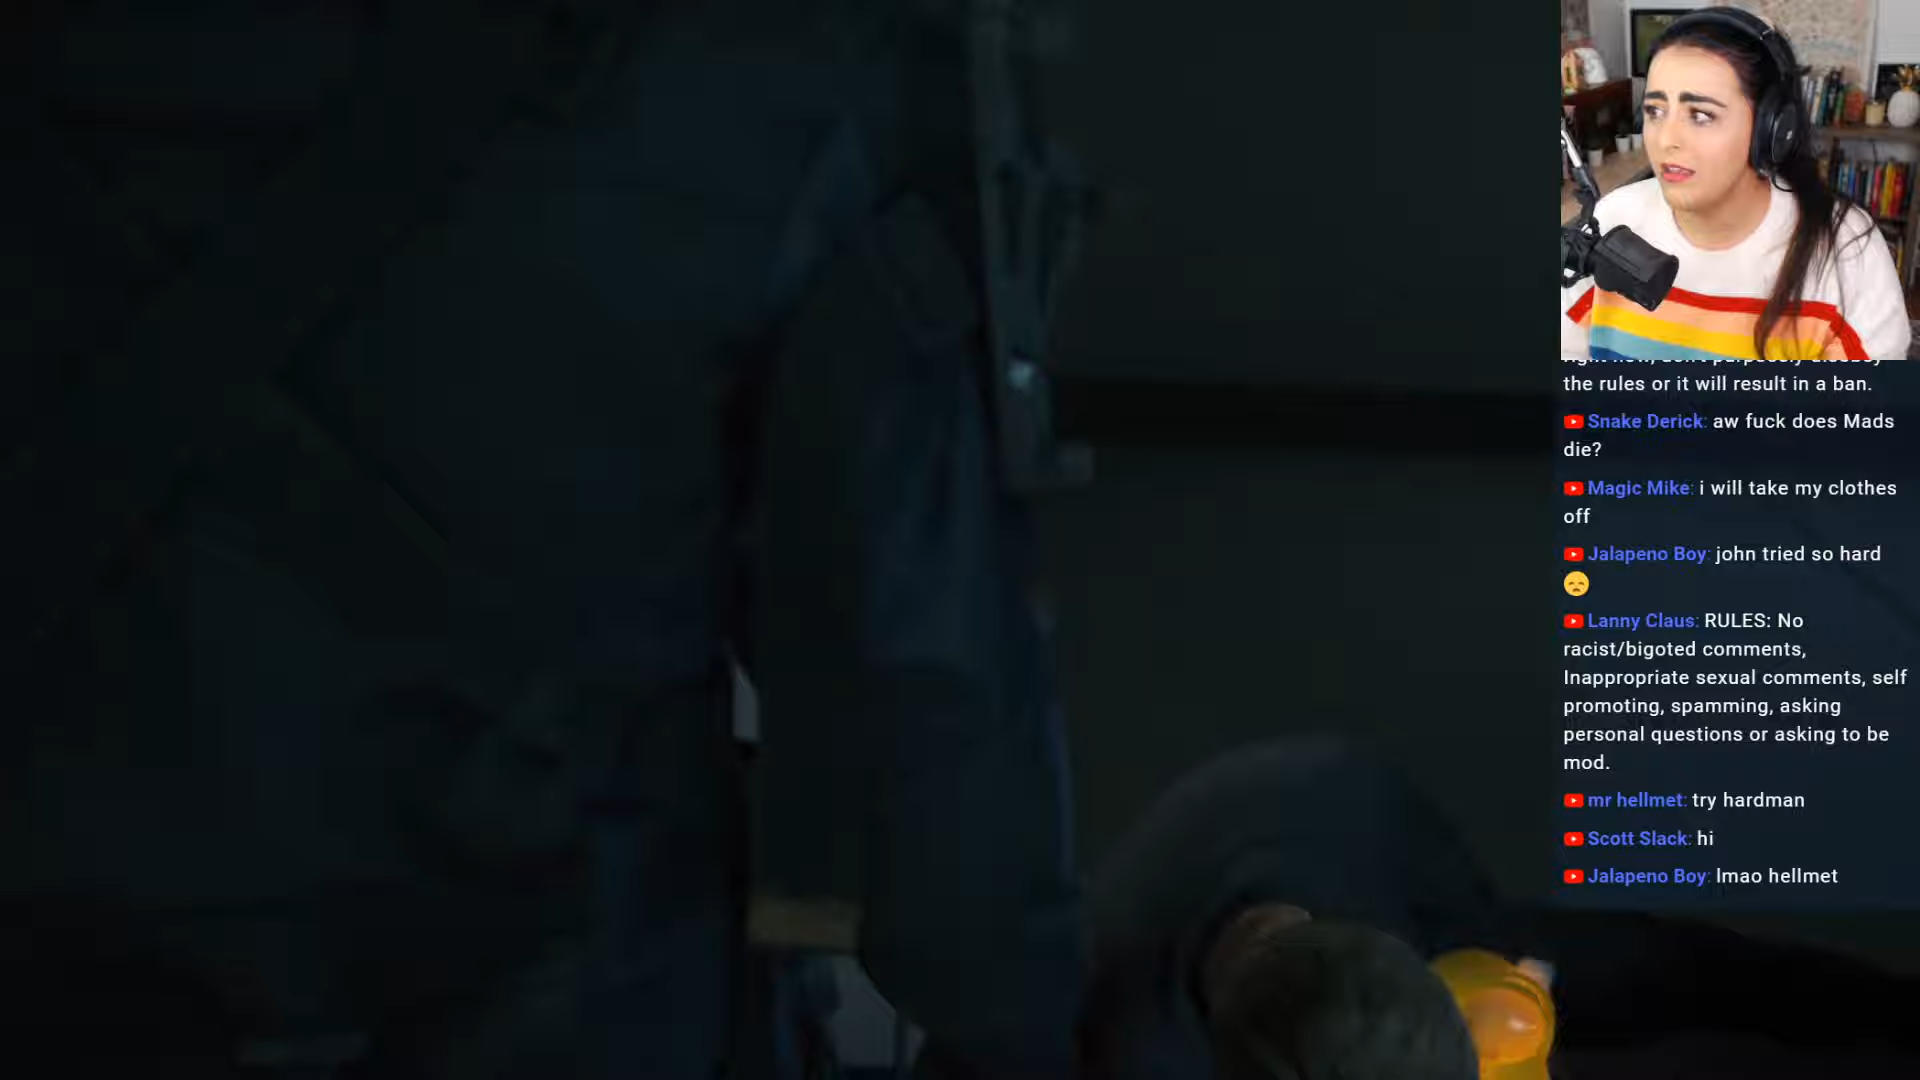 the rules or it will result in a ban.
Snake Derick: aw fuck does Mads
die?
Magic Mike: i will take my clothes
off
Jalapeno Boy: john tried so hard
Lanny Claus: RULES: No
racist/bigoted comments,
Inappropriate sexual comments, self
promoting, spamming, asking
personal questions or asking to be
mod.
mr hellmet: try hardman
Scott Slack: hi
Jalapeno Boy: lmao hellmet